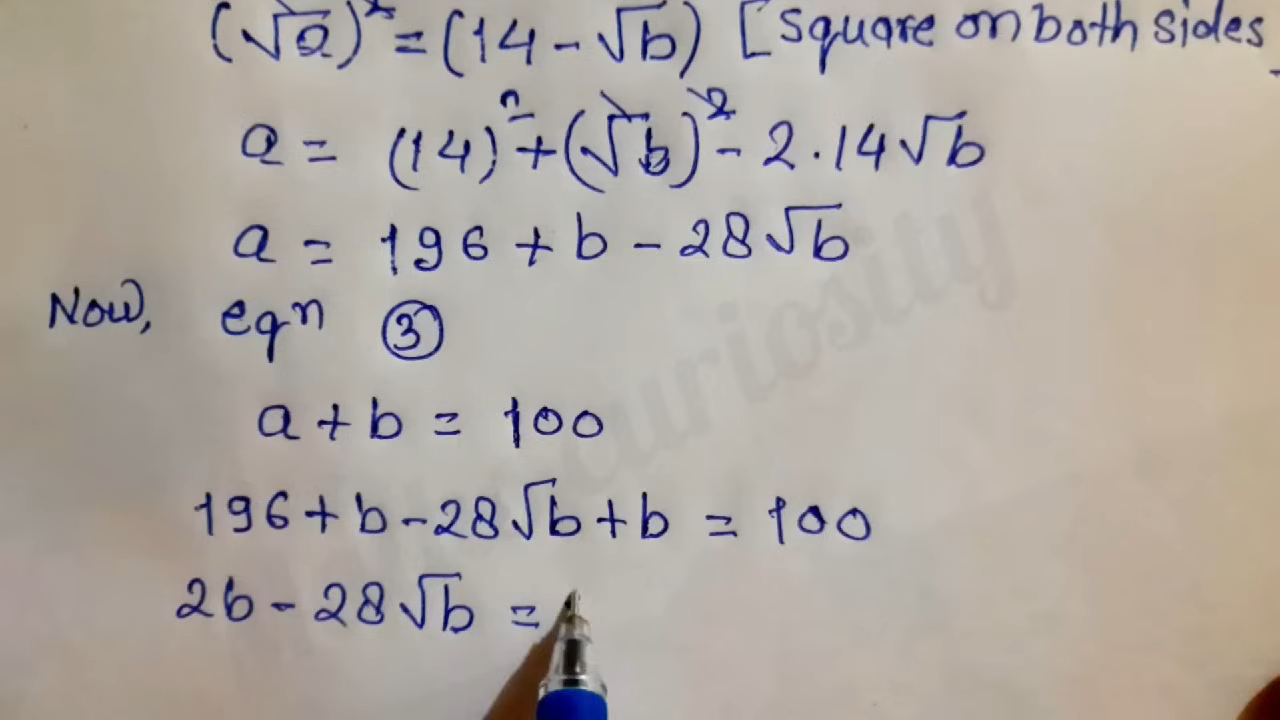 (√a)² = (14 - √b) [square on both sides
a = (14)² + (√b)² - 2.14√b
a = 196 + b - 28√b
Now, eqⁿ ③
a + b = 100
196 + b - 28√b + b = 100
2b - 28√b =
curiosity